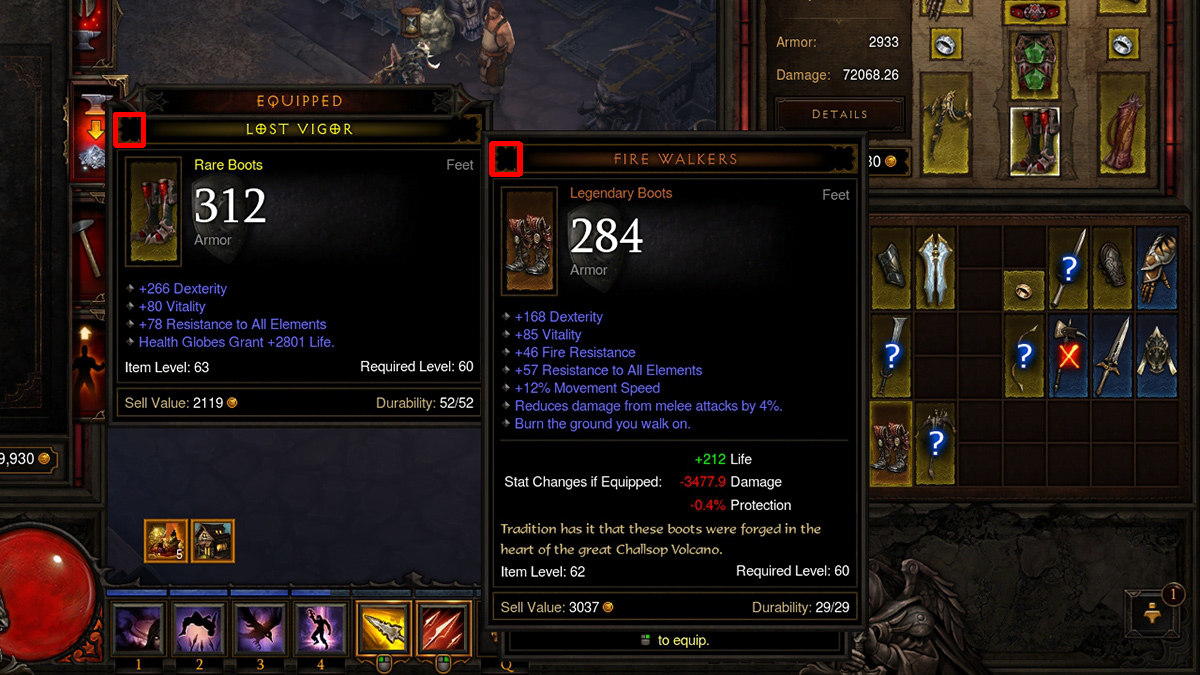 Armor: 2933
Damage: 72068.26
DETAILS
EQUIPPED
LOST VIGOR
Rare Boots
Feet
312
Armor
+266 Dexterity
+80 Vitality
+78 Resistance to All Elements
Health Globes Grant +2801 Life.
Item Level: 63
Required Level: 60
Sell Value: 2119
Durability: 52/52
FIRE WALKERS
Legendary Boots
Feet
284
Armor
+168 Dexterity
+85 Vitality
+46 Fire Resistance
+57 Resistance to All Elements
+12% Movement Speed
Reduces damage from melee attacks by 4%.
Burn the ground you walk on.
+212 Life
Stat Changes if Equipped: -3477.9 Damage
-0.4% Protection
Tradition has it that these boots were forged in the
heart of the great Challsop Volcano.
Item Level: 62
Required Level: 60
Sell Value: 3037
Durability: 29/29
to equip.
?
? ? X
?
9,930
5
1 2 3 4 Q
1